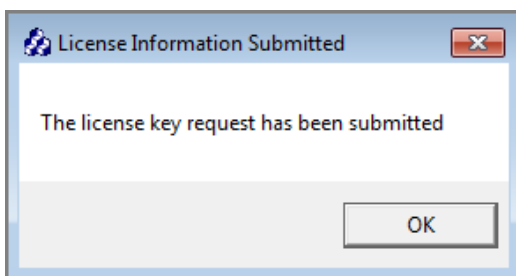 License Information Submitted
The license key request has been submitted
OK